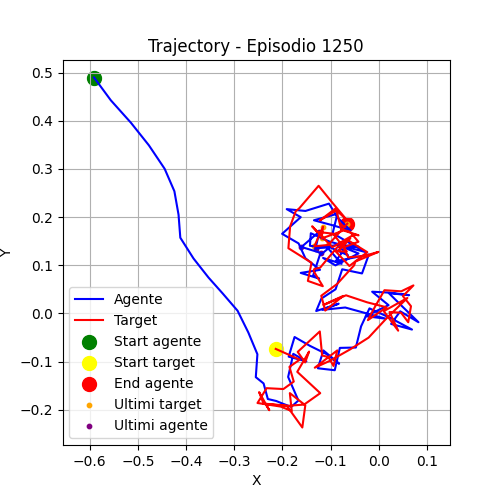 Trajectory - Episodio 1250
Y
0.5
0.4
0.3
0.2
0.1
0.0
−0.1
−0.2
Agente
Target
Start agente
Start target
End agente
Ultimi target
Ultimi agente
−0.6 −0.5 −0.4 −0.3 −0.2 −0.1 0.0 0.1
X